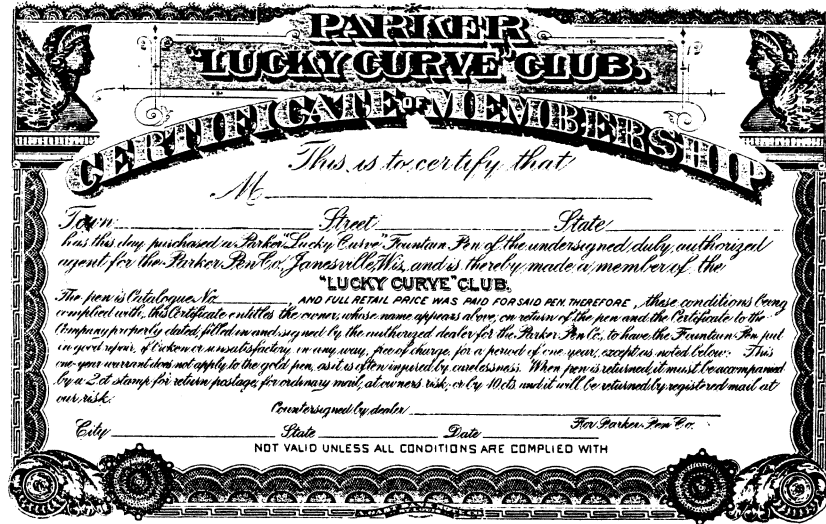 PARKER
"LUCKY CURVE" CLUB.
CERTIFICATE OF MEMBERSHIP
This is to certify that
M
Town Street State
has this day purchased a Parker "Lucky Curve" Fountain Pen of the undersigned, duly authorized
agent for the Parker Pen Co. Janesville, Wis., and is thereby made a member of the
"LUCKY CURVE" CLUB.
The pen is Catalogue No. , AND FULL RETAIL PRICE WAS PAID FOR SAID PEN THEREFORE, these conditions being
complied with, this Certificate entitles the owner, whose name appears above, on return of the pen and the Certificate to the
Company properly dated, filled in and signed by the authorized dealer for the Parker Pen Co., to have the Fountain Pen put
in good repair, if broken or unsatisfactory in any way, free of charge, for a period of one year, except as noted below: This
one-year warrant does not apply to the gold pen, as it is often injured by carelessness. When pen is returned, it must be accompanied
by a 2 ct stamp for return postage, for ordinary mail, at owners risk, or by 10 cts and it will be returned by registered mail at
our risk.
Countersigned by dealer
City State Date For Parker Pen Co.
NOT VALID UNLESS ALL CONDITIONS ARE COMPLIED WITH